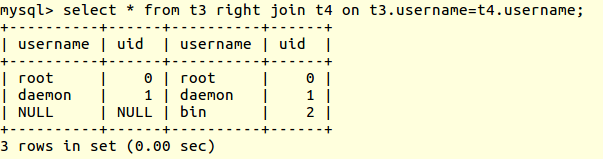 mysql> select * from t3 right join t4 on t3.username=t4.username;
+----------+------+----------+------+
| username | uid  | username | uid  |
+----------+------+----------+------+
| root     |    0 | root     |    0 |
| daemon   |    1 | daemon   |    1 |
| NULL     | NULL | bin      |    2 |
+----------+------+----------+------+
3 rows in set (0.00 sec)